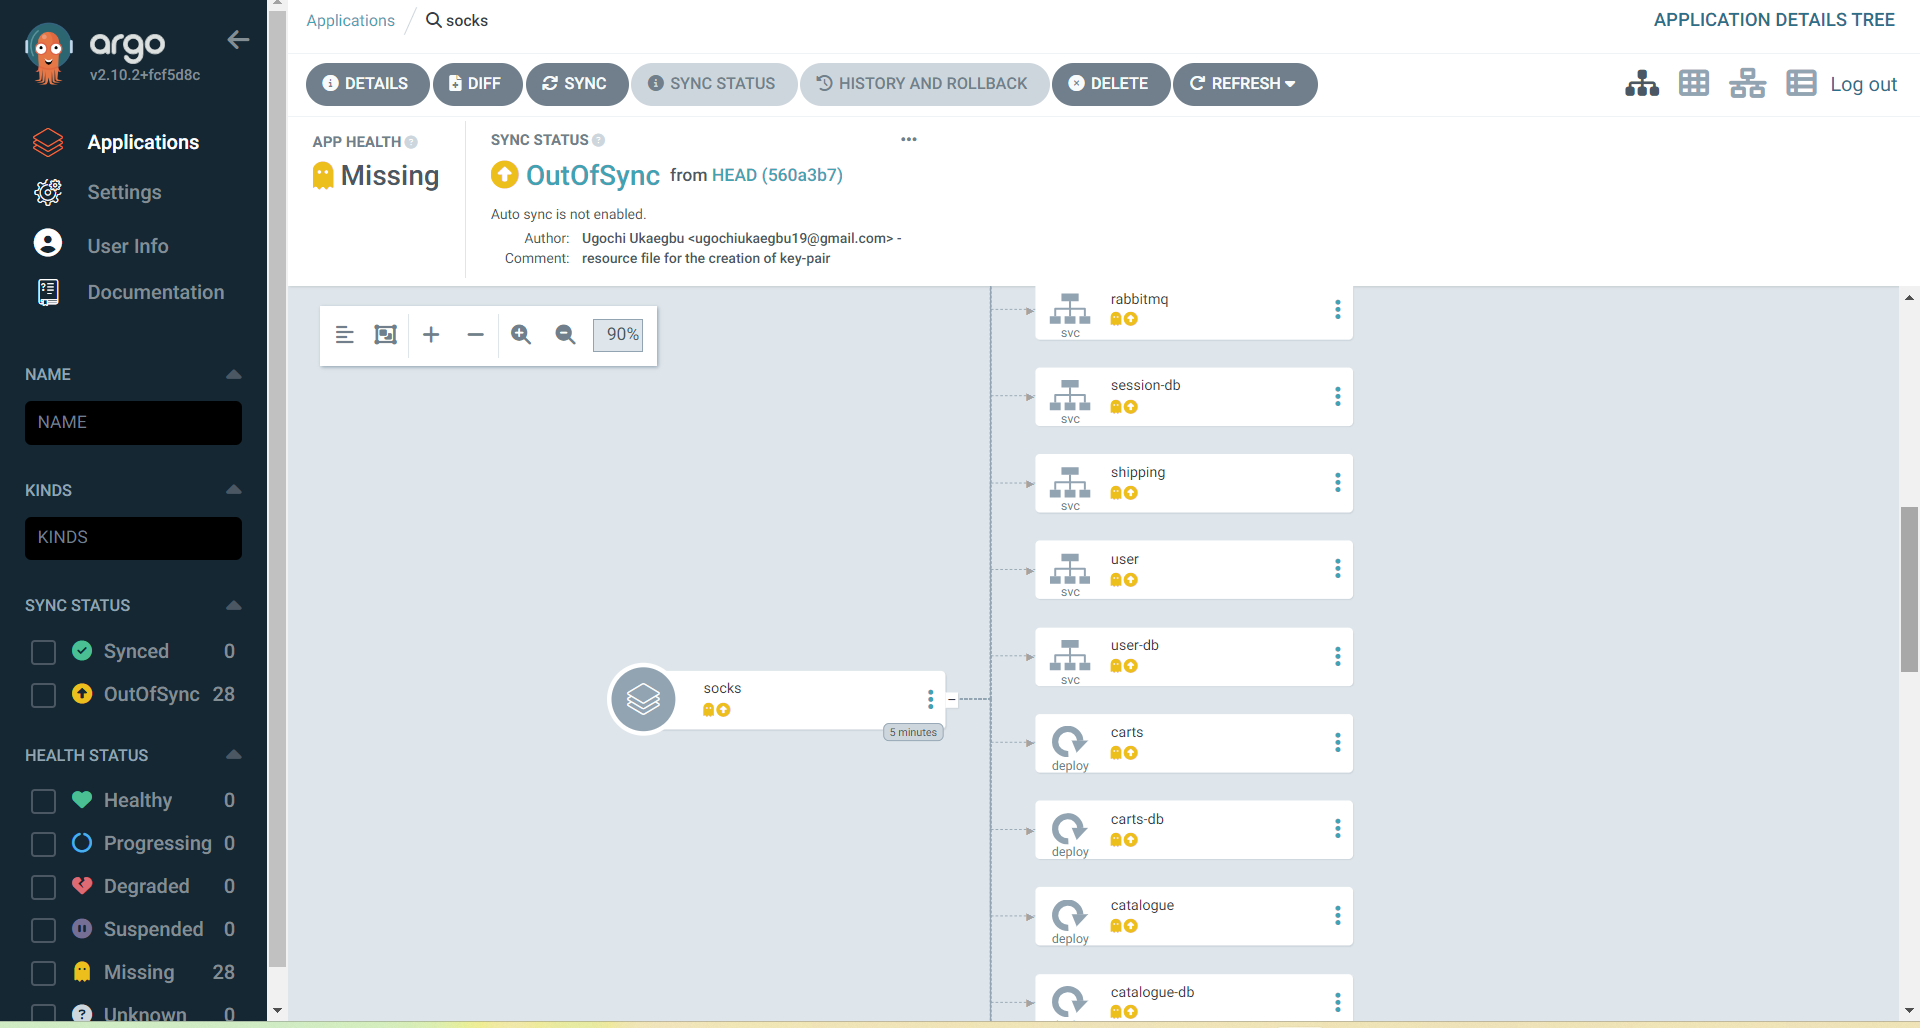 argo
v2.10.2+fcf5d8c
Applications
Settings
User Info
Documentation
NAME
NAME
KINDS
KINDS
SYNC STATUS
Synced 0
OutOfSync 28
HEALTH STATUS
Healthy 0
Progressing 0
Degraded 0
Suspended 0
Missing 28
Unknown 0
Applications / socks
APPLICATION DETAILS TREE
DETAILS DIFF SYNC SYNC STATUS HISTORY AND ROLLBACK DELETE REFRESH
Log out
APP HEALTH
Missing
SYNC STATUS
OutOfSync from HEAD (560a3b7)
Auto sync is not enabled.
Author: Ugochi Ukaegbu <ugochiukaegbu19@gmail.com> -
Comment: resource file for the creation of key-pair
90%
socks
5 minutes
rabbitmq
svc
session-db
svc
shipping
svc
user
svc
user-db
svc
carts
deploy
carts-db
deploy
catalogue
deploy
catalogue-db